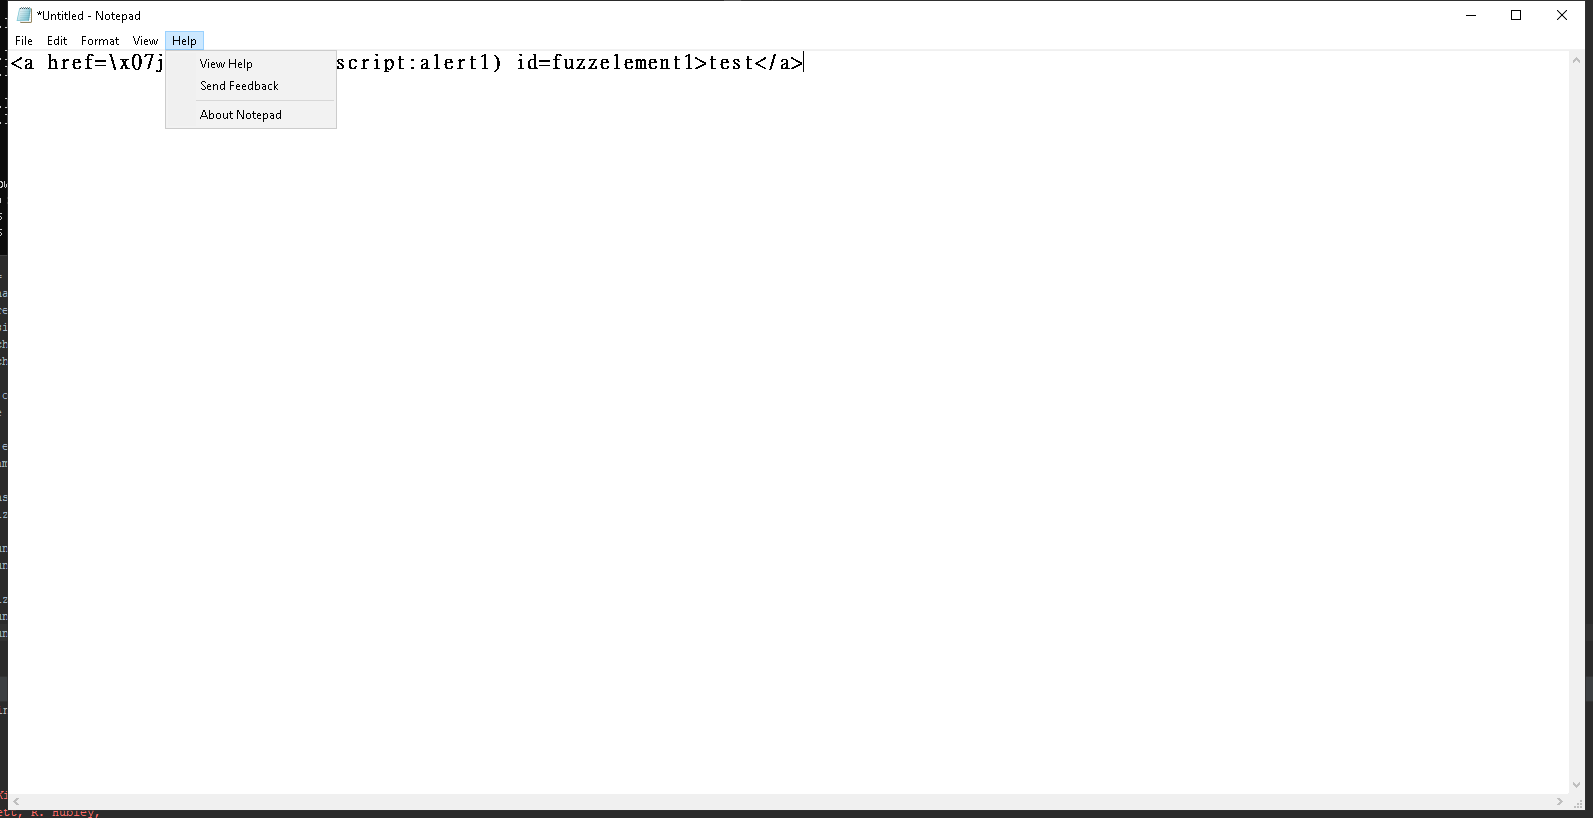 *Untitled - Notepad
File Edit Format View Help
<a href=\x07j script:alert1) id=fuzzelement1>test</a>
View Help
Send Feedback
About Notepad
R. Hubley,